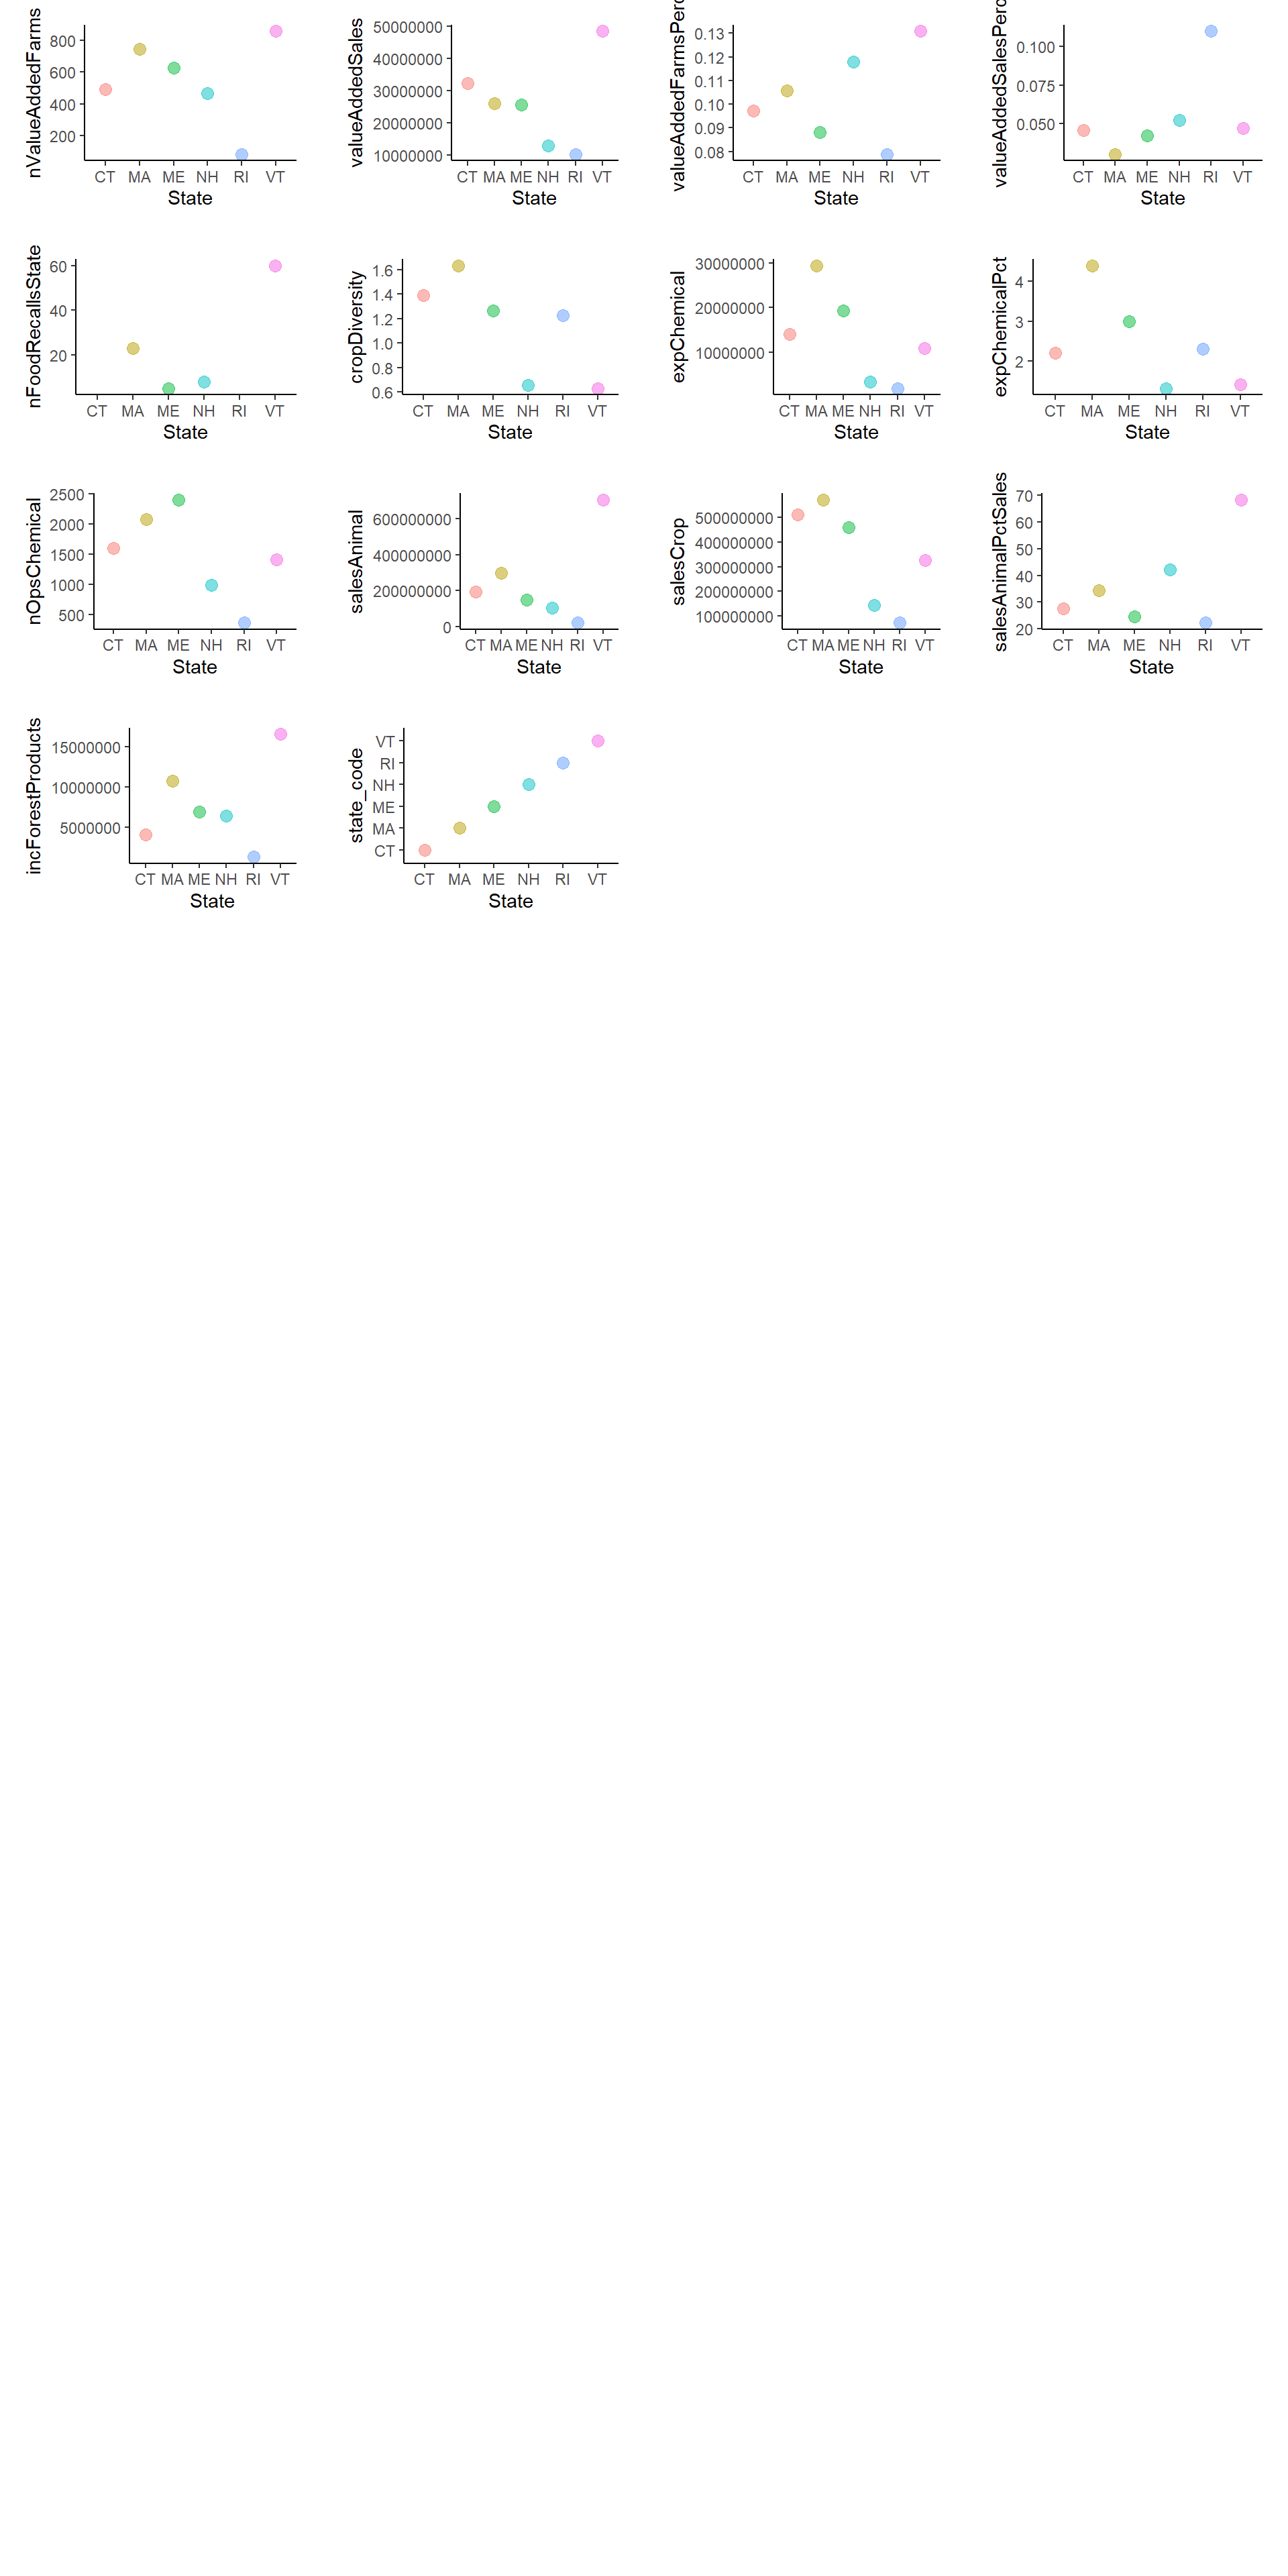 nValueAddedFarms
800
600
400
200
CT MA ME NH RI VT
State
valueAddedSales
50000000
40000000
30000000
20000000
10000000
CT MA ME NH RI VT
State
valueAddedFarmsPerc
0.13
0.12
0.11
0.10
0.09
0.08
CT MA ME NH RI VT
State
valueAddedSalesPerc
0.100
0.075
0.050
CT MA ME NH RI VT
State
nFoodRecallsState
60
40
20
CT MA ME NH RI VT
State
cropDiversity
1.6
1.4
1.2
1.0
0.8
0.6
CT MA ME NH RI VT
State
expChemical
30000000
20000000
10000000
CT MA ME NH RI VT
State
expChemicalPct
4
3
2
CT MA ME NH RI VT
State
nOpsChemical
2500
2000
1500
1000
500
CT MA ME NH RI VT
State
salesAnimal
600000000
400000000
200000000
0
CT MA ME NH RI VT
State
salesCrop
500000000
400000000
300000000
200000000
100000000
CT MA ME NH RI VT
State
salesAnimalPctSales
70
60
50
40
30
20
CT MA ME NH RI VT
State
incForestProducts
15000000
10000000
5000000
CT MA ME NH RI VT
State
state_code
VT
RI
NH
ME
MA
CT
CT MA ME NH RI VT
State